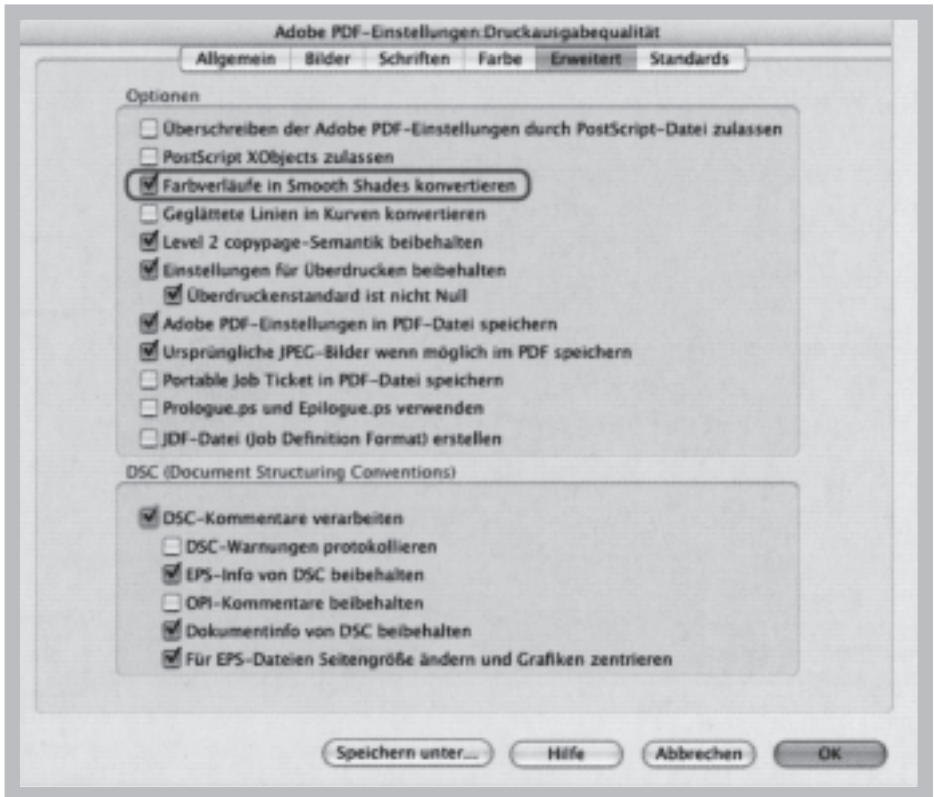 Adobe PDF-Einstellungen:Druckausgabequalität
Allgemein Bilder Schriften Farbe Erweitert Standards
Optionen
Überschreiben der Adobe PDF-Einstellungen durch PostScript-Datei zulassen
PostScript XObjects zulassen
Farbverläufe in Smooth Shades konvertieren
Geglättete Linien in Kurven konvertieren
Level 2 copypage-Semantik beibehalten
Einstellungen für Überdrucken beibehalten
Überdruckenstandard ist nicht Null
Adobe PDF-Einstellungen in PDF-Datei speichern
Ursprüngliche JPEG-Bilder wenn möglich im PDF speichern
Portable Job Ticket in PDF-Datei speichern
Prologue.ps und Epilogue.ps verwenden
JDF-Datei (Job Definition Format) erstellen
DSC (Document Structuring Conventions)
DSC-Kommentare verarbeiten
DSC-Warnungen protokollieren
EPS-Info von DSC beibehalten
OPI-Kommentare beibehalten
Dokumentinfo von DSC beibehalten
Für EPS-Dateien Seitengröße ändern und Grafiken zentrieren
Speichern unter... Hilfe Abbrechen OK